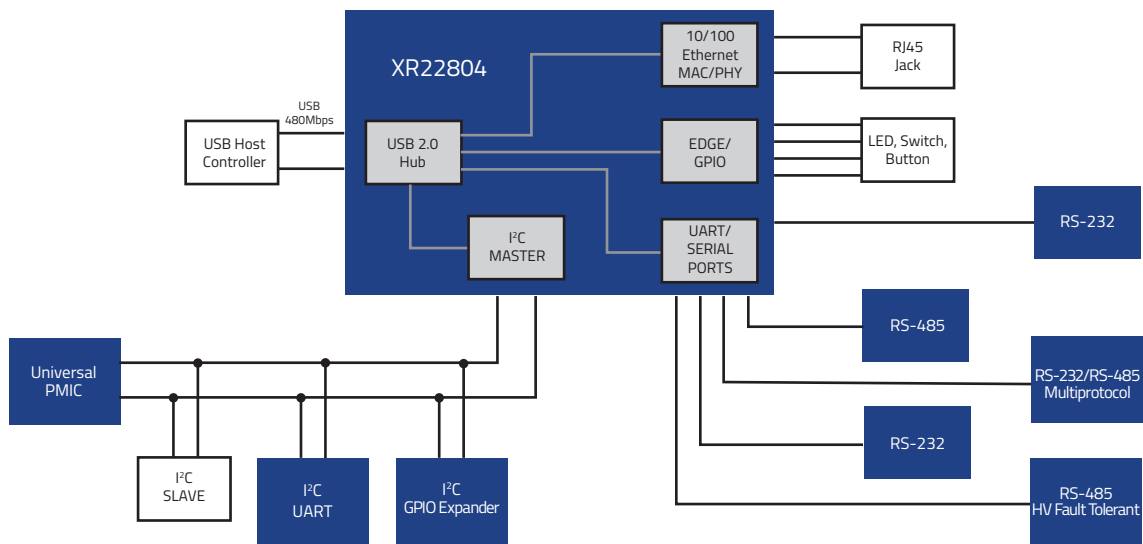 XR22804
10/100
Ethernet
MAC/PHY
RJ45
Jack
USB
480Mbps
USB Host
Controller
USB 2.0
Hub
EDGE/
GPIO
LED, Switch,
Button
I²C
MASTER
UART/
SERIAL
PORTS
RS-232
RS-485
Universal
PMIC
RS-232/RS-485
Multiprotocol
RS-232
I²C
SLAVE
I²C
UART
I²C
GPIO Expander
RS-485
HV Fault Tolerant